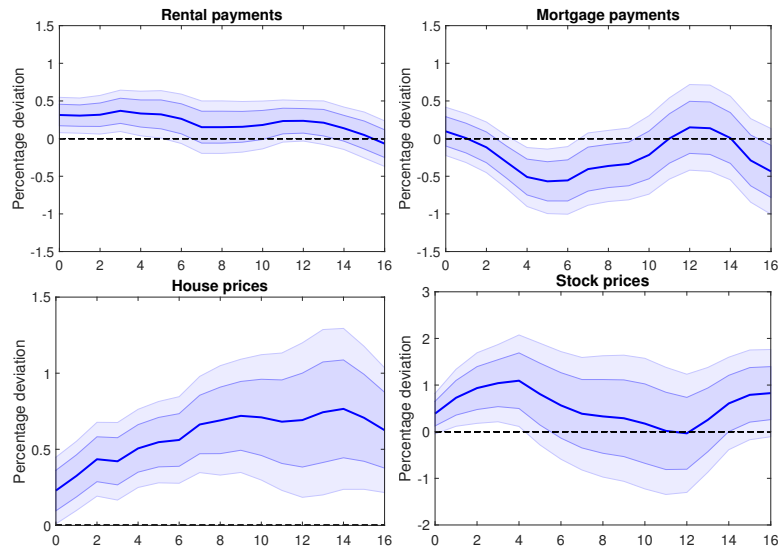 Rental payments
1.5
1
0.5
0
-0.5
-1
-1.5
Percentage deviation
0 2 4 6 8 10 12 14 16
Mortgage payments
1.5
1
0.5
0
-0.5
-1
-1.5
Percentage deviation
0 2 4 6 8 10 12 14 16
House prices
1.5
1
0.5
0
Percentage deviation
0 2 4 6 8 10 12 14 16
Stock prices
3
2
1
0
-1
-2
Percentage deviation
0 2 4 6 8 10 12 14 16